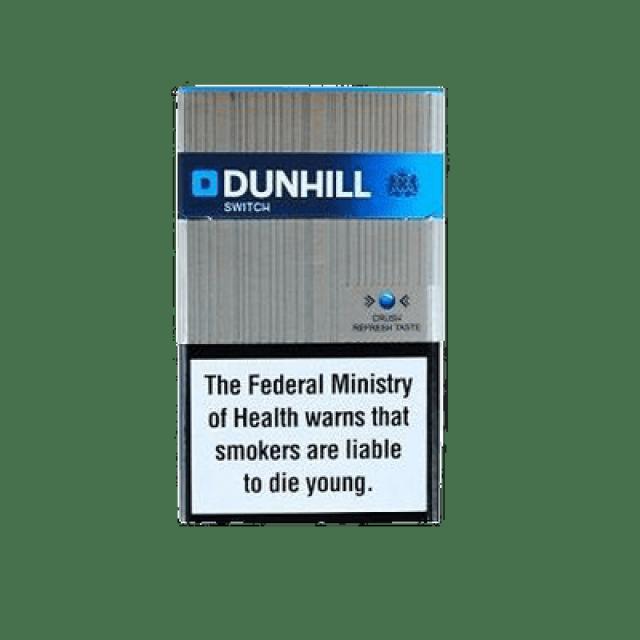 DUNHILL
SWITCH
CRUSH
REFRESH TASTE
The Federal Ministry
of Health warns that
smokers are liable
to die young.